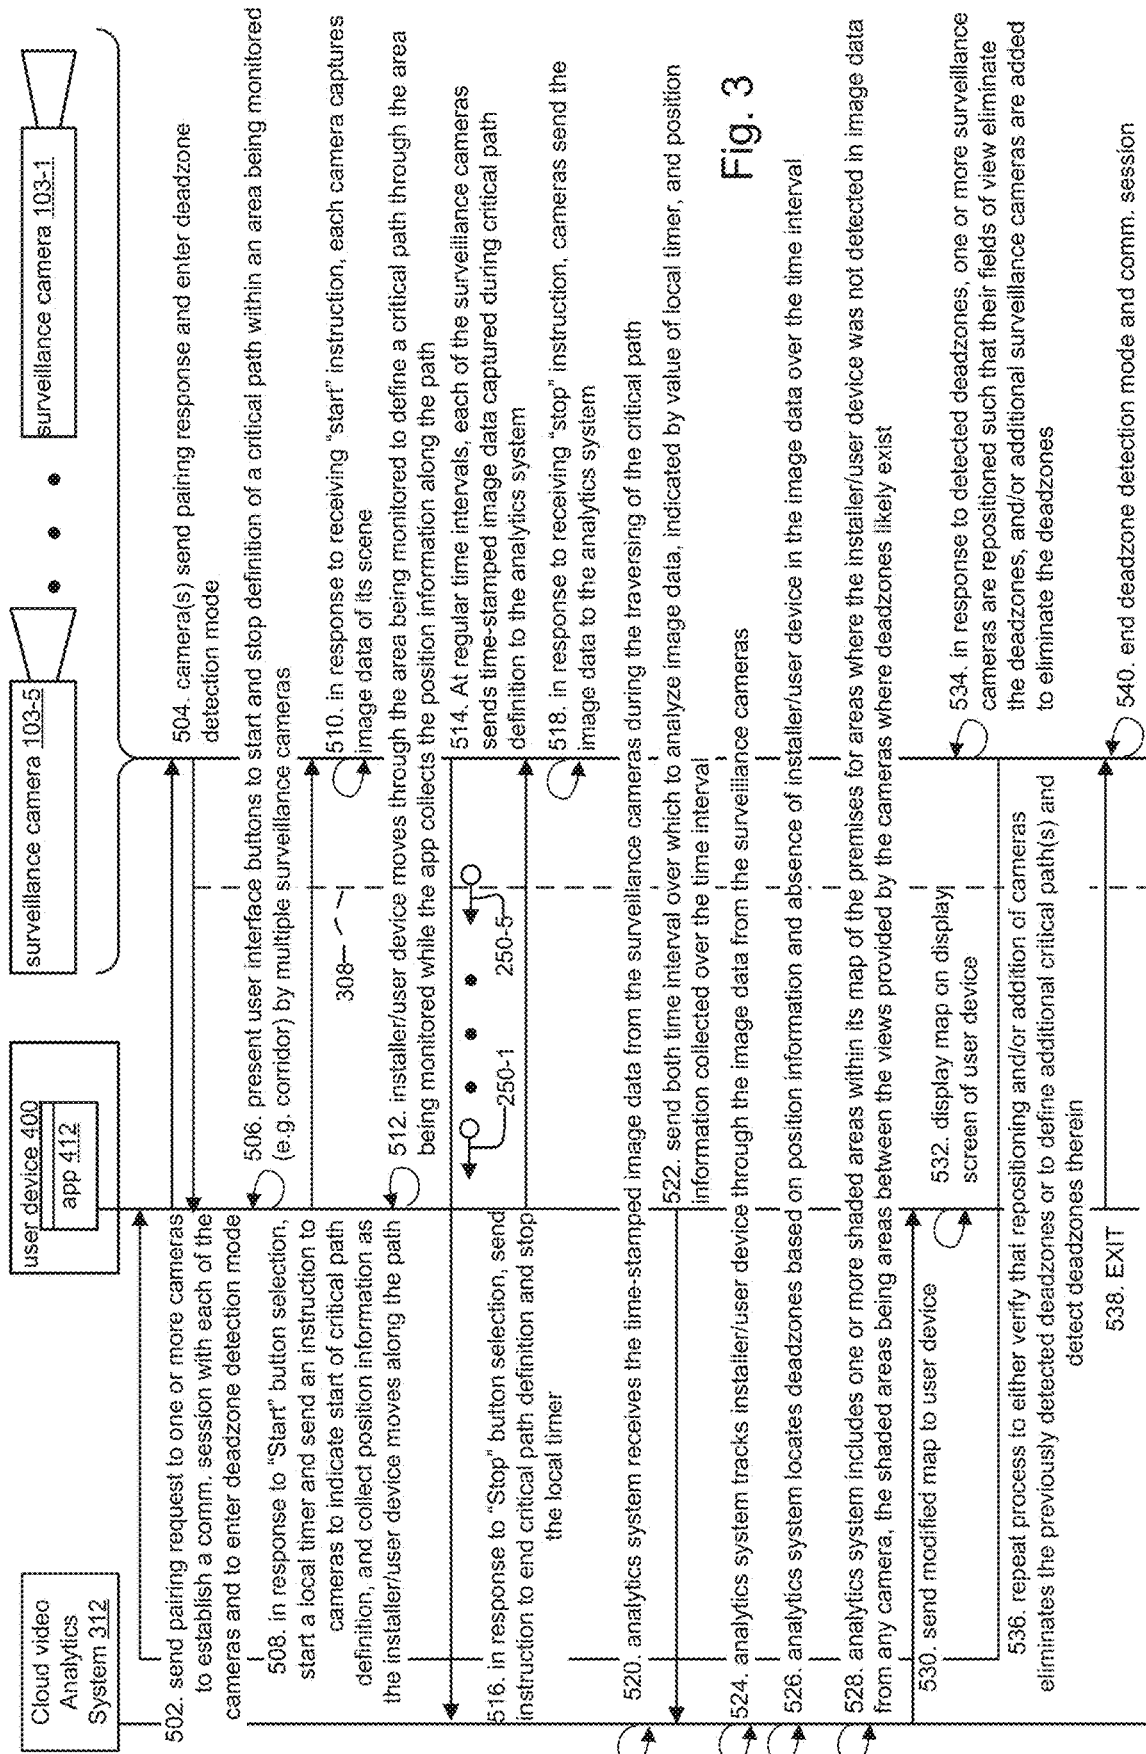 Cloud video
Analytics
System 312
user device 400
app 412
surveillance camera 103-5
surveillance camera 103-1
502. send pairing request to one or more cameras
to establish a comm. session with each of the
cameras and to enter deadzone detection mode
504. camera(s) send pairing response and enter deadzone
detection mode
506. present user interface buttons to start and stop definition of a critical path within an area being monitored
(e.g. corridor) by multiple surveillance cameras
508. in response to "Start" button selection,
start a local timer and send an instruction to
cameras to indicate start of critical path
definition, and collect position information as
the installer/user device moves along the path
308
510. in response to receiving "start" instruction, each camera captures
image data of its scene
512. installer/user device moves through the area being monitored to define a critical path through the area
being monitored while the app collects the position information along the path
250-1
250-5
514. At regular time intervals, each of the surveillance cameras
sends time-stamped image data captured during critical path
definition to the analytics system
516. in response to "Stop" button selection, send
instruction to end critical path definition and stop
the local timer
518. in response to receiving "stop" instruction, cameras send the
image data to the analytics system
520. analytics system receives the time-stamped image data from the surveillance cameras during the traversing of the critical path
522. send both time interval over which to analyze image data, indicated by value of local timer, and position
information collected over the time interval
524. analytics system tracks installer/user device through the image data from the surveillance cameras
526. analytics system locates deadzones based on position information and absence of installer/user device in the image data over the time interval
528. analytics system includes one or more shaded areas within its map of the premises for areas where the installer/user device was not detected in image data
from any camera, the shaded areas being areas between the views provided by the cameras where deadzones likely exist
530. send modified map to user device
532. display map on display
screen of user device
534. in reponse to detected deadzones, one or more surveillance
cameras are repositioned such that their fields of view eliminate
the deadzones, and/or additional surveillance cameras are added
to eliminate the deadzones
536. repeat process to either verify that repositioning and/or addition of cameras
eliminates the previously detected deadzones or to define additional critical path(s) and
detect deadzones therein
538. EXIT
540. end deadzone detection mode and comm. session
Fig. 3